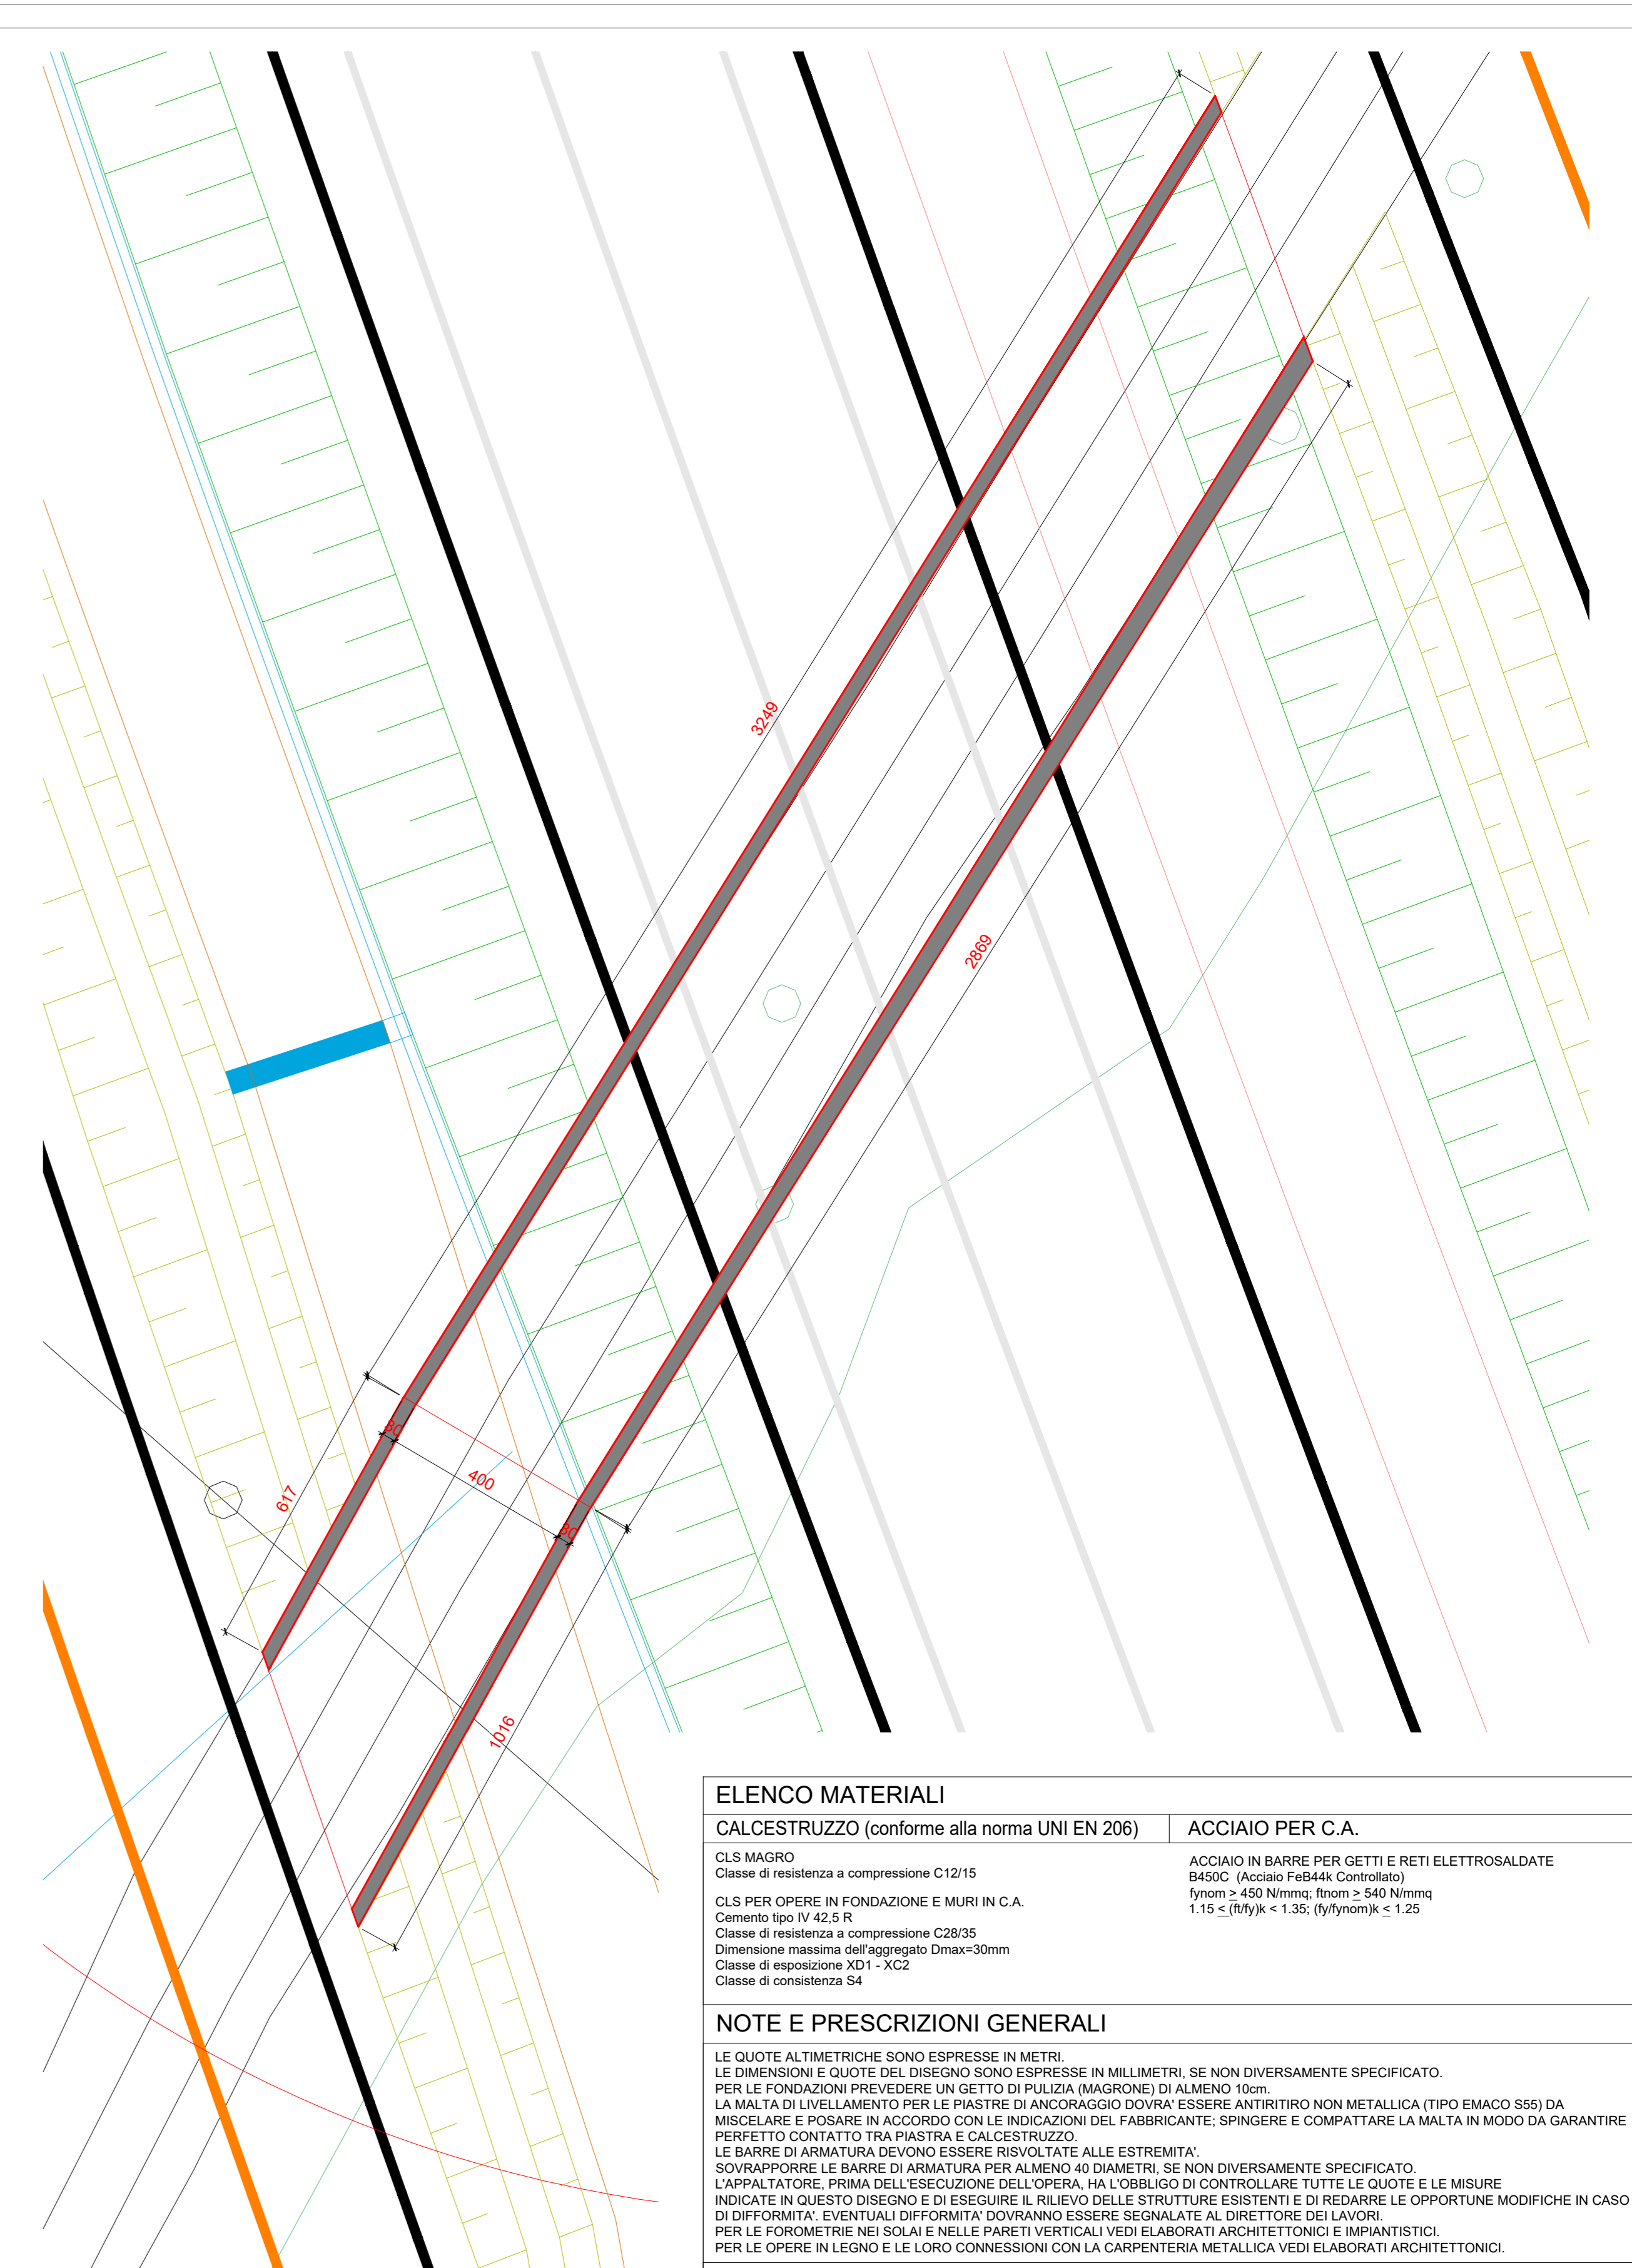 3249
2869
30
400
30
617
1016
ELENCO MATERIALI
CALCESTRUZZO (conforme alla norma UNI EN 206)
ACCIAIO PER C.A.
CLS MAGRO
Classe di resistenza a compressione C12/15
CLS PER OPERE IN FONDAZIONE E MURI IN C.A.
Cemento tipo IV 42,5 R
Classe di resistenza a compressione C28/35
Dimensione massima dell'aggregato Dmax=30mm
Classe di esposizione XD1 - XC2
Classe di consistenza S4
ACCIAIO IN BARRE PER GETTI E RETI ELETTROSALDATE
B450C (Acciaio FeB44k Controllato)
fynom ≥ 450 N/mmq; ftnom ≥ 540 N/mmq
1.15 ≤ (ft/fy)k < 1.35; (fy/fynom)k ≤ 1.25
NOTE E PRESCRIZIONI GENERALI
LE QUOTE ALTIMETRICHE SONO ESPRESSE IN METRI.
LE DIMENSIONI E QUOTE DEL DISEGNO SONO ESPRESSE IN MILLIMETRI, SE NON DIVERSAMENTE SPECIFICATO.
PER LE FONDAZIONI PREVEDERE UN GETTO DI PULIZIA (MAGRONE) DI ALMENO 10cm.
LA MALTA DI LIVELLAMENTO PER LE PIASTRE DI ANCORAGGIO DOVRA' ESSERE ANTIRITIRO NON METALLICA (TIPO EMACO S55) DA
MISCELARE E POSARE IN ACCORDO CON LE INDICAZIONI DEL FABBRICANTE; SPINGERE E COMPATTARE LA MALTA IN MODO DA GARANTIRE
PERFETTO CONTATTO TRA PIASTRA E CALCESTRUZZO.
LE BARRE DI ARMATURA DEVONO ESSERE RISVOLTATE ALLE ESTREMITA'.
SOVRAPPORRE LE BARRE DI ARMATURA PER ALMENO 40 DIAMETRI, SE NON DIVERSAMENTE SPECIFICATO.
L'APPALTATORE, PRIMA DELL'ESECUZIONE DELL'OPERA, HA L'OBBLIGO DI CONTROLLARE TUTTE LE QUOTE E LE MISURE
INDICATE IN QUESTO DISEGNO E DI ESEGUIRE IL RILIEVO DELLE STRUTTURE ESISTENTI E DI REDARRE LE OPPORTUNE MODIFICHE IN CASO
DI DIFFORMITA'. EVENTUALI DIFFORMITA' DOVRANNO ESSERE SEGNALATE AL DIRETTORE DEI LAVORI.
PER LE FOROMETRIE NEI SOLAI E NELLE PARETI VERTICALI VEDI ELABORATI ARCHITETTONICI E IMPIANTISTICI.
PER LE OPERE IN LEGNO E LE LORO CONNESSIONI CON LA CARPENTERIA METALLICA VEDI ELABORATI ARCHITETTONICI.